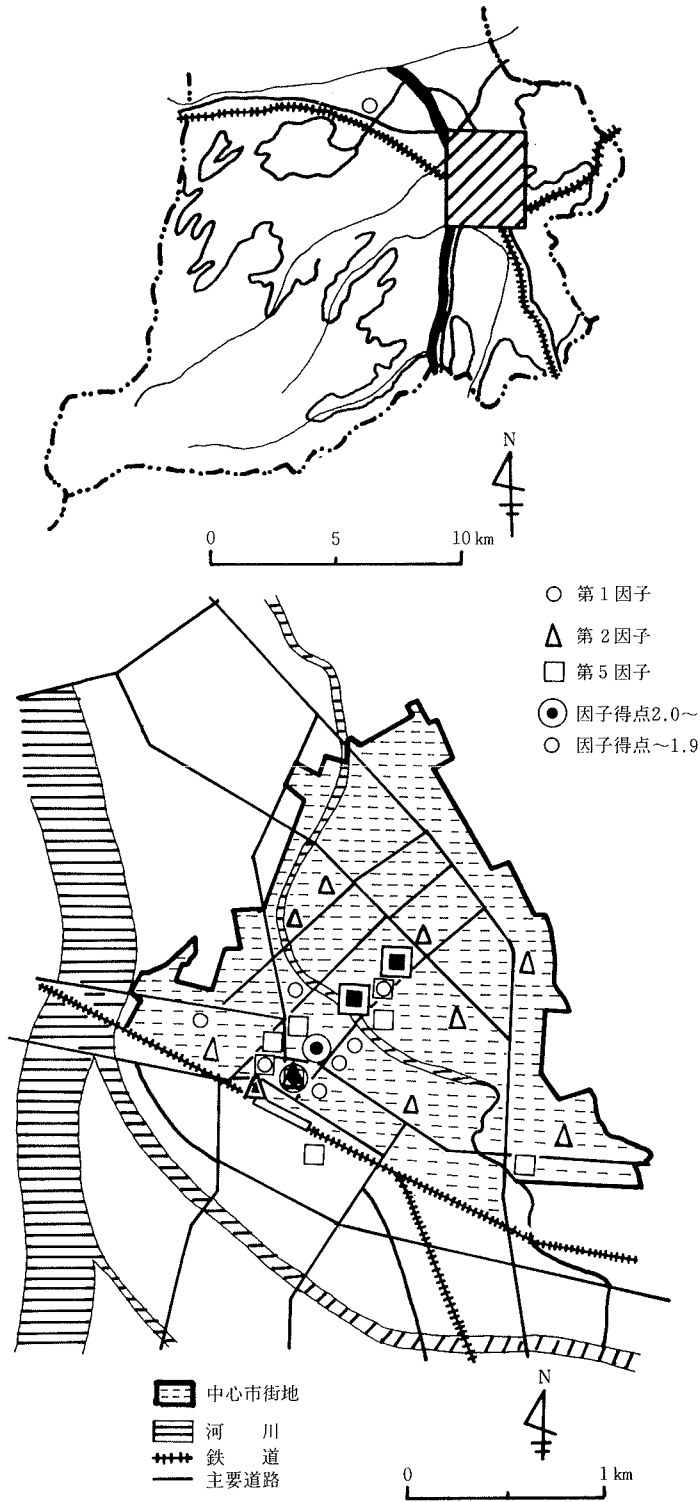 N
0 5 10 km
第1因子
第2因子
第5因子
因子得点2.0～
因子得点～1.9
中心市街地
河川
鉄道
主要道路
N
0 1 km